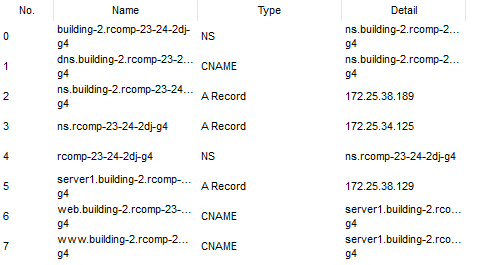 No. Name Type Detail
0 building-2.rcomp-23-24-2dj-g4 NS ns.building-2.rcomp-2...g4
1 dns.building-2.rcomp-23-2...g4 CNAME ns.building-2.rcomp-2...g4
2 ns.building-2.rcomp-23-24...g4 A Record 172.25.38.189
3 ns.rcomp-23-24-2dj-g4 A Record 172.25.34.125
4 rcomp-23-24-2dj-g4 NS ns.rcomp-23-24-2dj-g4
5 server1.building-2.rcomp-...g4 A Record 172.25.38.129
6 web.building-2.rcomp-23-...g4 CNAME server1.building-2.rco...g4
7 www.building-2.rcomp-2...g4 CNAME server1.building-2.rco...g4